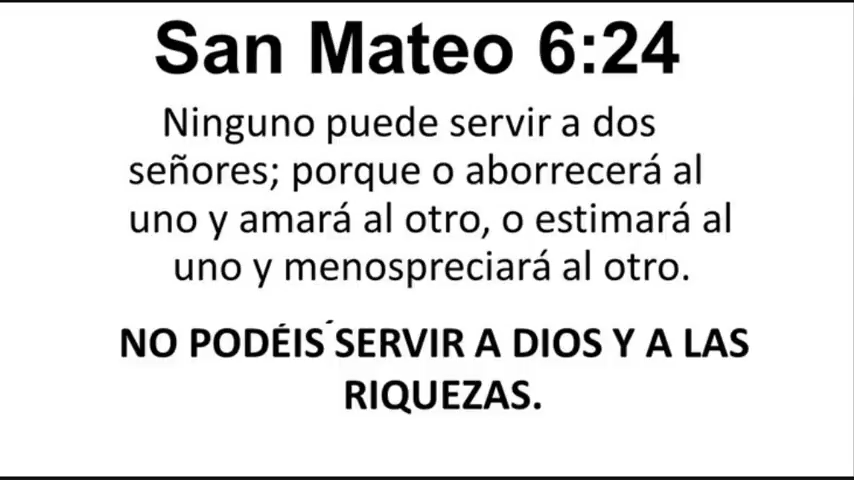 San Mateo 6:24
Ninguno puede servir a dos
señores; porque o aborrecerá al
uno y amará al otro, o estimará al
uno y menospreciará al otro.
NO PODÉIS ́SERVIR A DIOS Y A LAS
RIQUEZAS.